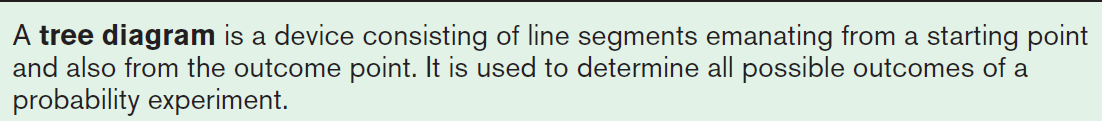 A tree diagram is a device consisting of line segments emanating from a starting point
and also from the outcome point. It is used to determine all possible outcomes of a
probability experiment.